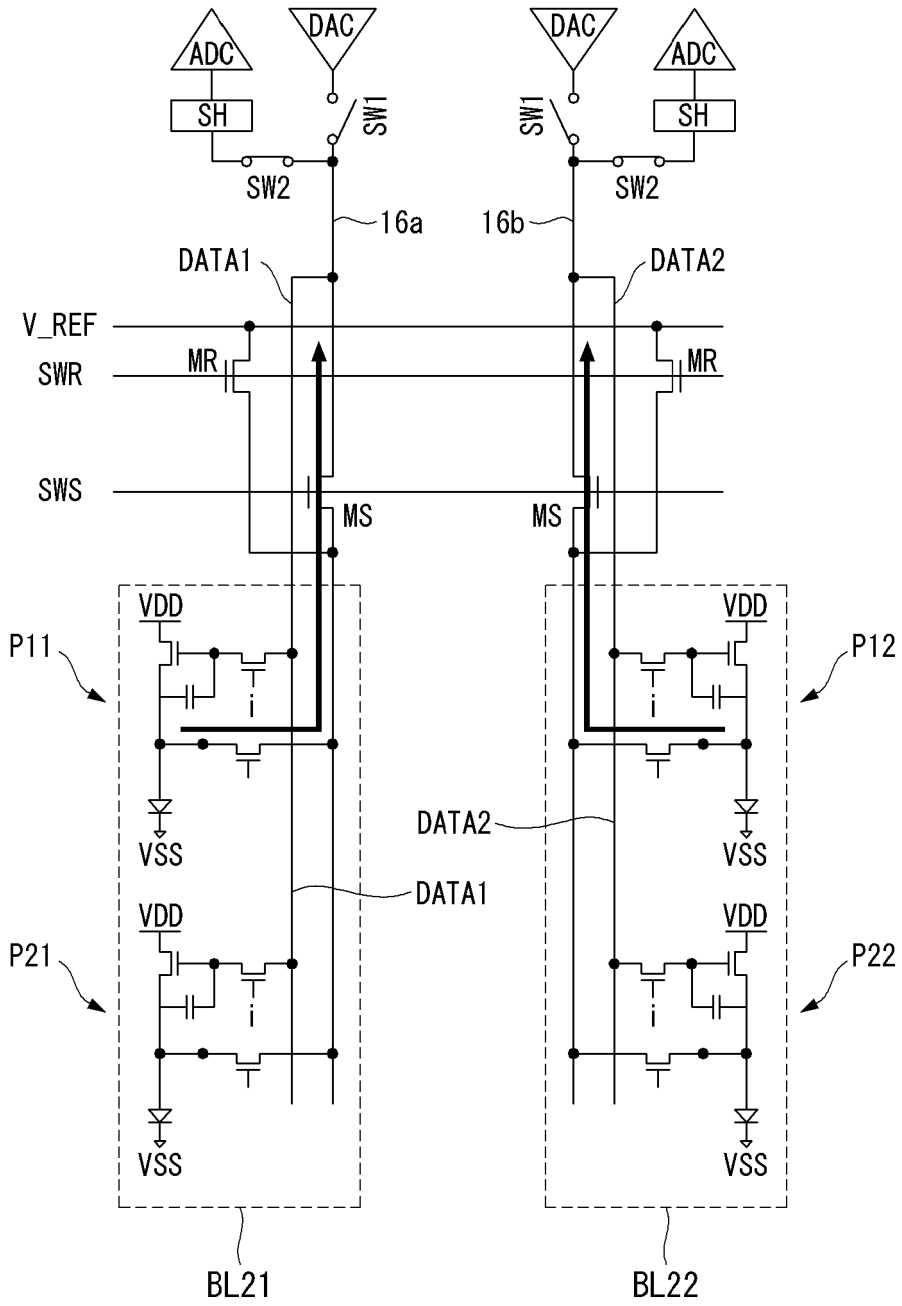 ADC DAC DAC ADC
SH SW1 SW1 SH
SW2 SW2
16a 16b
DATA1 DATA2
V_REF
MR MR
SWR
SWS
MS MS
VDD VDD
P11 P12
VSS VSS
DATA2
DATA1
VDD VDD
P21 P22
VSS VSS
BL21 BL22